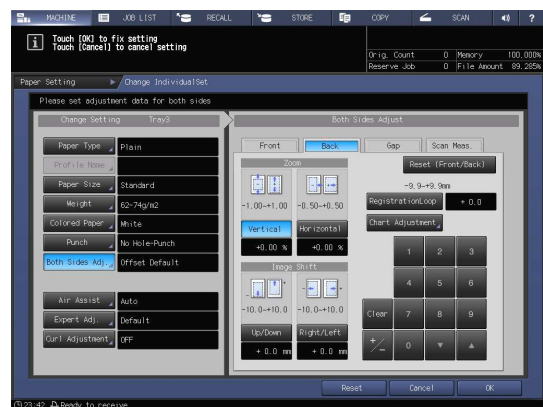 MACHINE JOB LIST RECALL STORE COPY SCAN ?
i Touch [OK] to fix setting
Touch [Cancel] to cancel setting
Orig. Count 0 Memory 100.000%
Reserve Job 0 File Amount 89.285%
Paper Setting Change IndividualSet
Please set adjustment data for both sides
Change Setting Tray3
Both Sides Adjust
Paper Type Plain
Profile Name
Paper Size Standard
Weight 62-74g/m2
Colored Paper White
Punch No Hole-Punch
Both Sides Adj. Offset Default
Air Assist Auto
Expert Adj. Default
Curl Adjustment OFF
Front Back Gap Scan Meas.
Zoom
-1.00~+1.00 -0.50~+0.50
Vertical Horizontal
+0.00 % +0.00 %
Image Shift
-10.0~+10.0 -10.0~+10.0
Up/Down Right/Left
+ 0.0 mm + 0.0 mm
Reset (Front/Back)
-9.9~+9.9mm
RegistrationLoop + 0.0
Chart Adjustment
1 2 3
4 5 6
Clear 7 8 9
+/- 0 ▼ ▲
Reset Cancel OK
23:42 Ready to receive